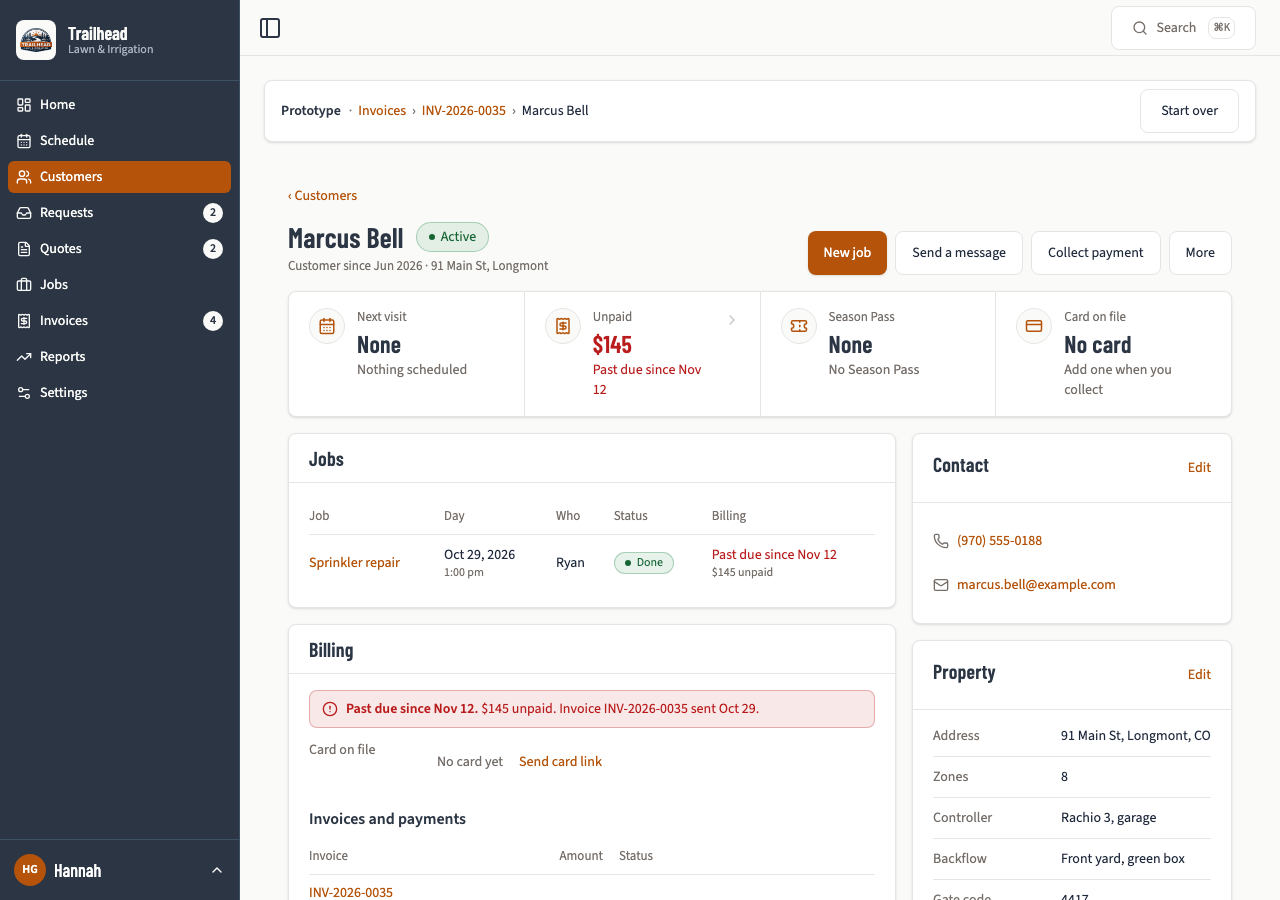 TRAILHEAD
Trailhead
Lawn & Irrigation
Home
Schedule
Customers
Requests 2
Quotes 2
Jobs
Invoices 4
Reports
Settings
HG Hannah
Search ⌘K
Prototype · Invoices › INV-2026-0035 › Marcus Bell
Start over
‹ Customers
Marcus Bell
Active
Customer since Jun 2026 · 91 Main St, Longmont
New job
Send a message
Collect payment
More
Next visit
None
Nothing scheduled
Unpaid
$145
Past due since Nov
12
Season Pass
None
No Season Pass
Card on file
No card
Add one when you
collect
Jobs
Job Day Who Status Billing
Sprinkler repair Oct 29, 2026 Ryan Done Past due since Nov 12
1:00 pm $145 unpaid
Billing
Past due since Nov 12. $145 unpaid. Invoice INV-2026-0035 sent Oct 29.
Card on file
No card yet Send card link
Invoices and payments
Invoice Amount Status
INV-2026-0035
Contact
Edit
(970) 555-0188
marcus.bell@example.com
Property
Edit
Address 91 Main St, Longmont, CO
Zones 8
Controller Rachio 3, garage
Backflow Front yard, green box
Gate code 4417